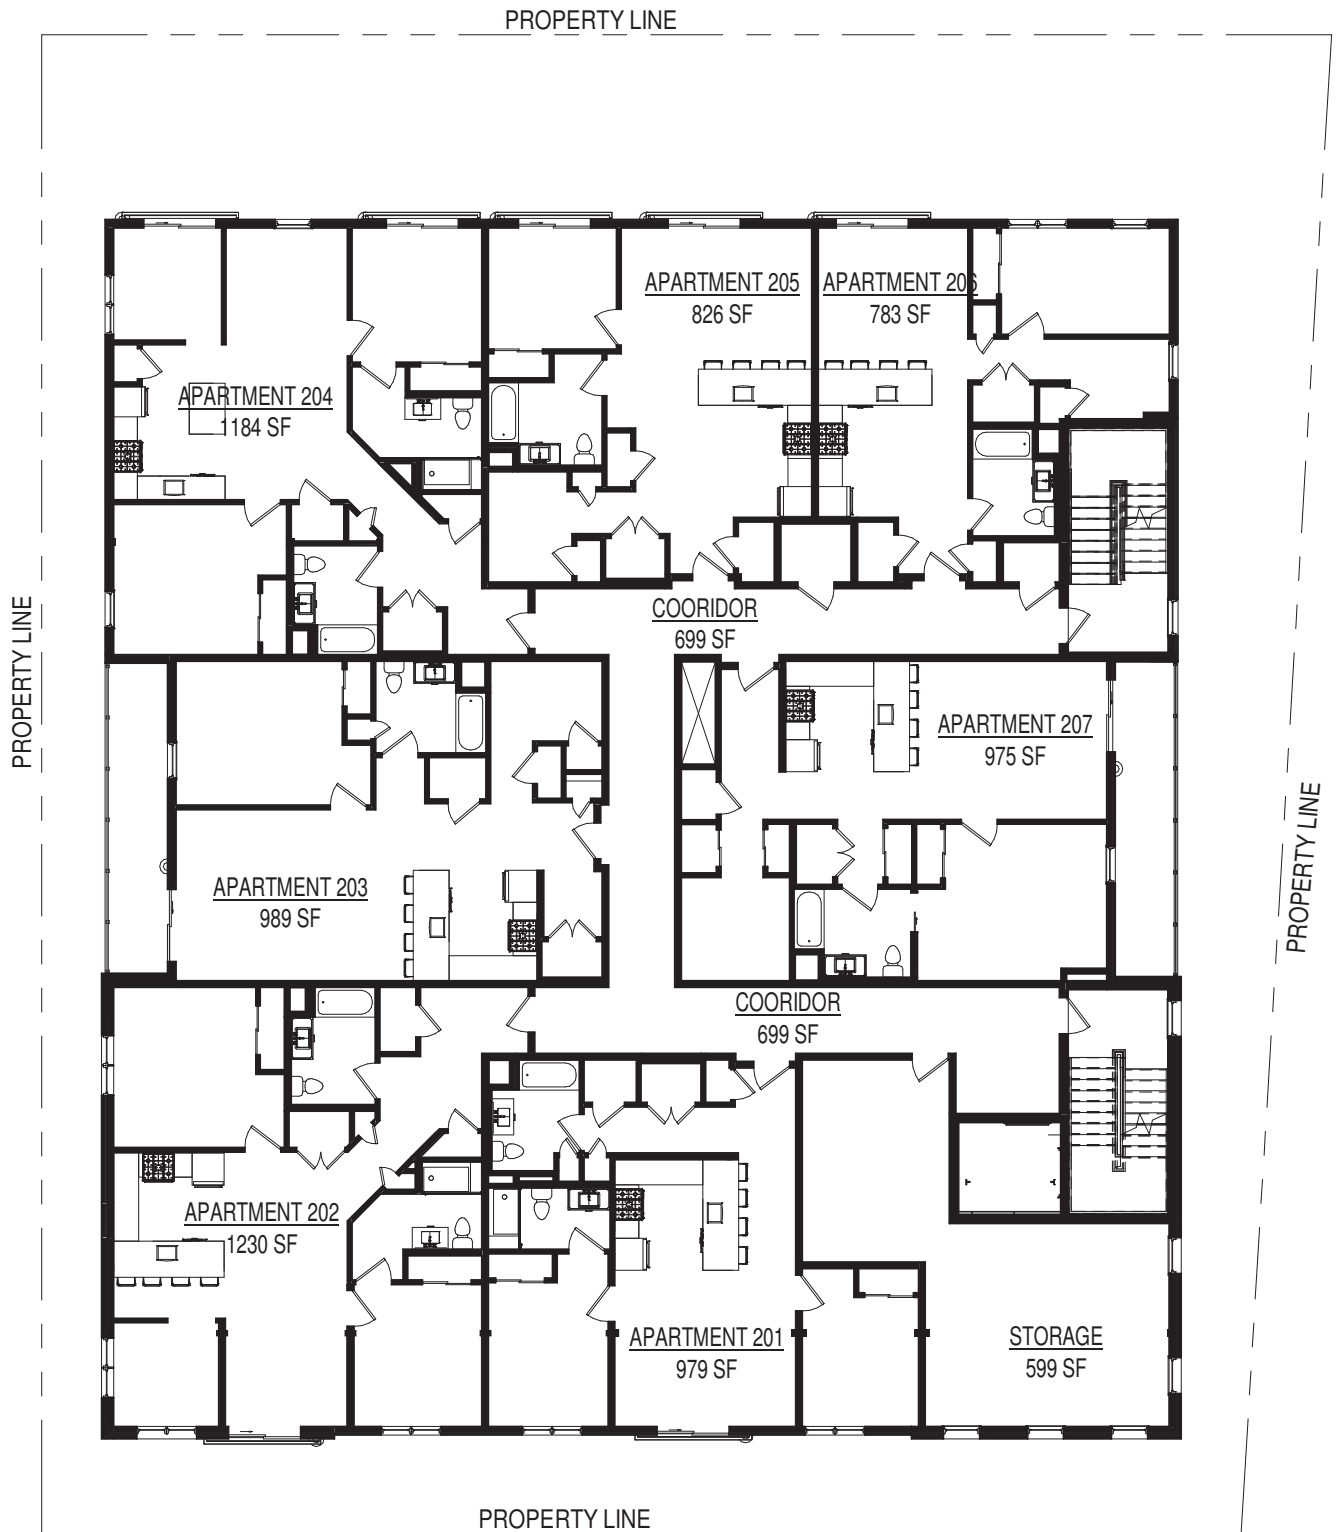 PROPERTY LINE
APARTMENT 205
826 SF
APARTMENT 206
783 SF
APARTMENT 204
1184 SF
COORIDOR
699 SF
PROPERTY LINE
APARTMENT 207
975 SF
PROPERTY LINE
APARTMENT 203
989 SF
COORIDOR
699 SF
APARTMENT 202
1230 SF
APARTMENT 201
979 SF
STORAGE
599 SF
PROPERTY LINE